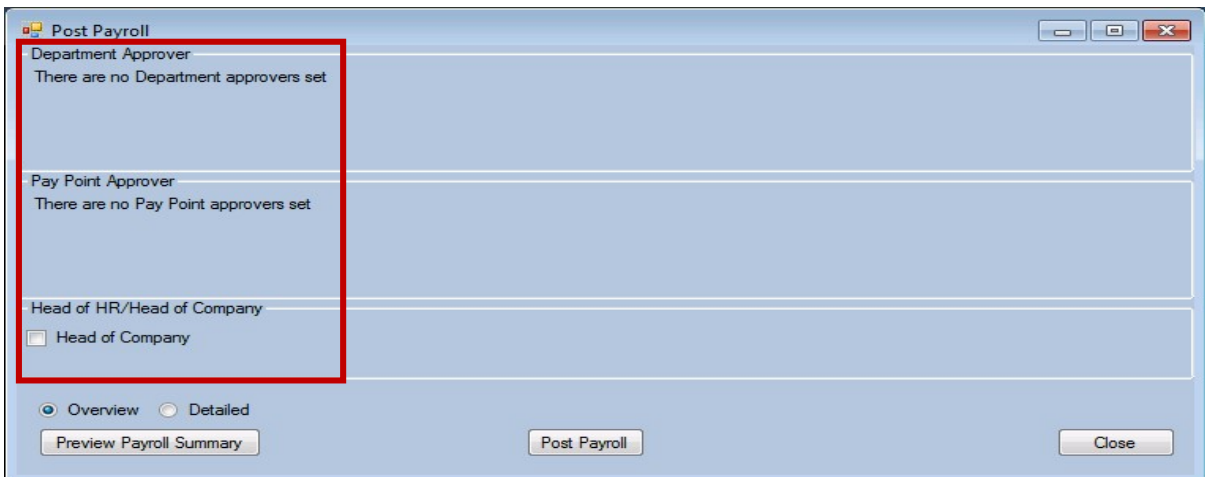 Post Payroll
Department Approver
There are no Department approvers set
Pay Point Approver
There are no Pay Point approvers set
Head of HR/Head of Company
Head of Company
Overview Detailed
Preview Payroll Summary Post Payroll Close